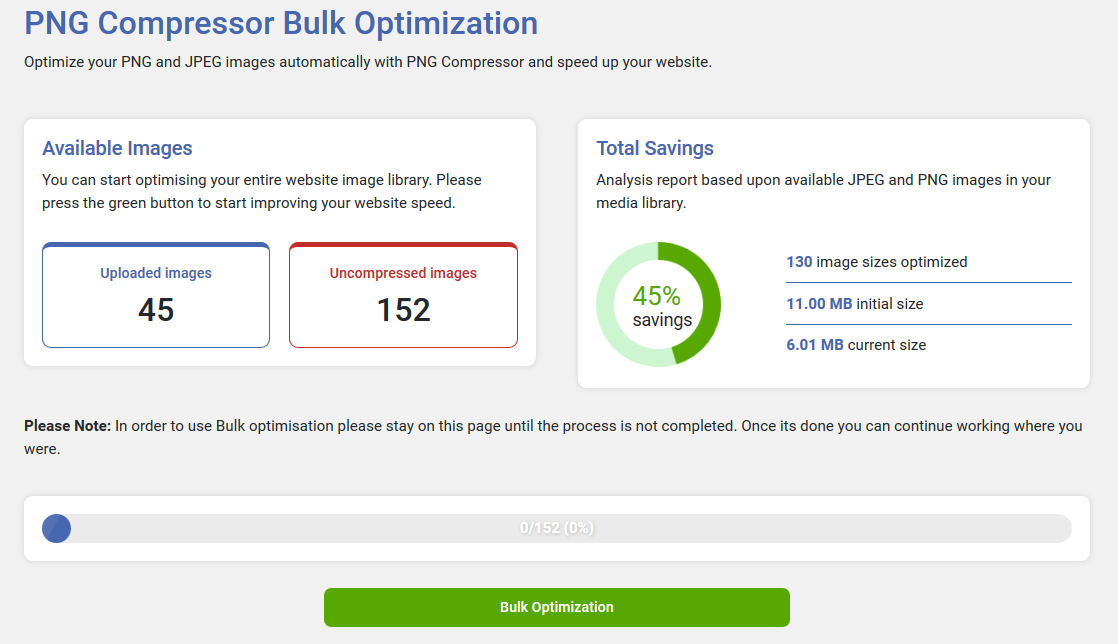 PNG Compressor Bulk Optimization
Optimize your PNG and JPEG images automatically with PNG Compressor and speed up your website.
Available Images
You can start optimising your entire website image library. Please
press the green button to start improving your website speed.
Uploaded images
45
Uncompressed images
152
Total Savings
Analysis report based upon available JPEG and PNG images in your
media library.
45%
savings
130 image sizes optimized
11.00 MB initial size
6.01 MB current size
Please Note: In order to use Bulk optimisation please stay on this page until the process is not completed. Once its done you can continue working where you
were.
0/152 (0%)
Bulk Optimization